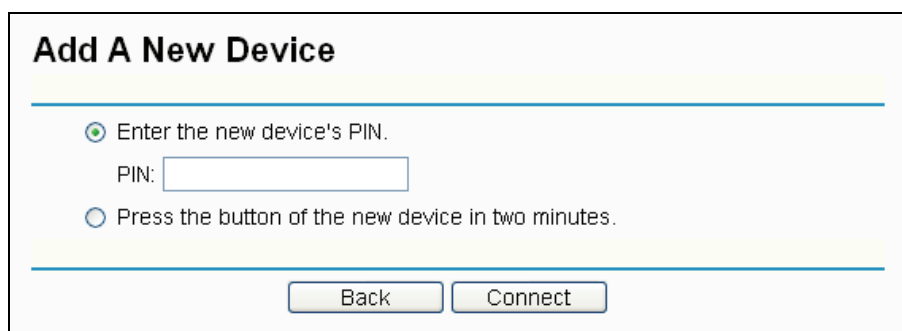 Add A New Device
Enter the new device's PIN.
PIN:
Press the button of the new device in two minutes.
Back Connect